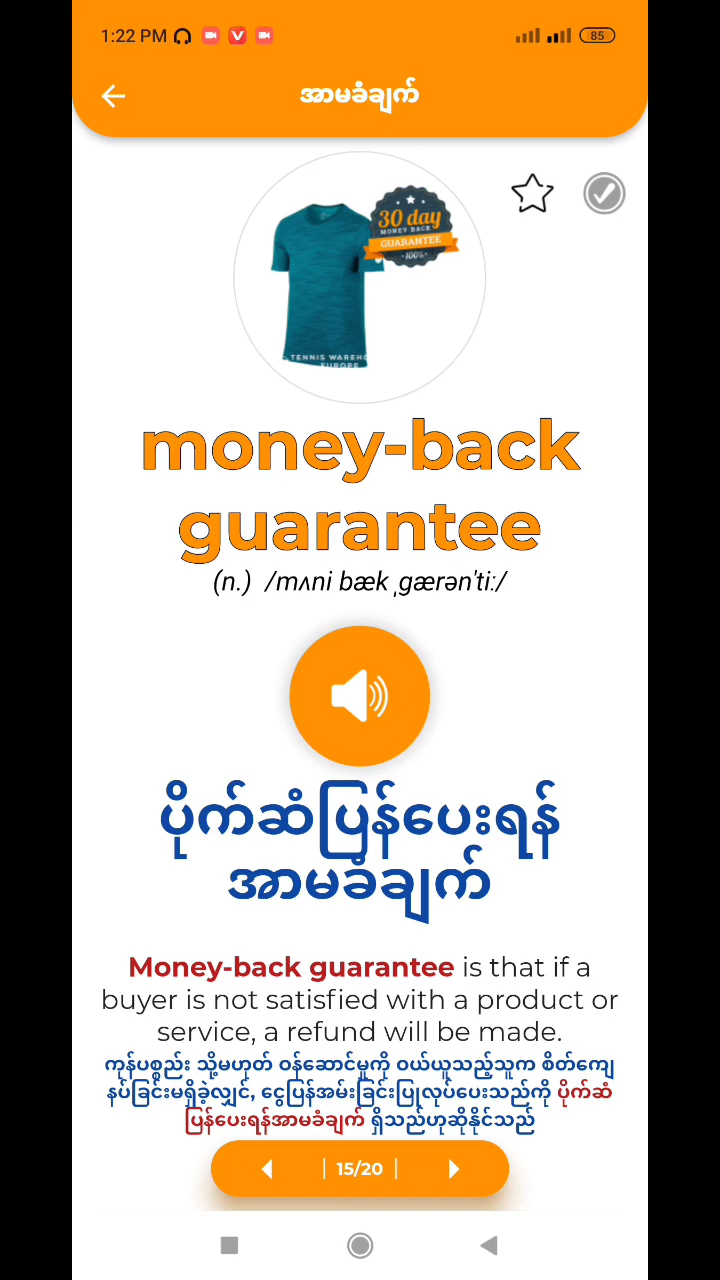 1:22 PM
85
အာမခံချက်
30 day
MONEY BACK
GUARANTEE
100%
TENNIS WAREHO
EUROPE
money-back
guarantee
(n.) /mʌni bæk ˌɡærən'tiː/
ပိုက်ဆံပြန်ပေးရန်
အာမခံချက်
Money-back guarantee is that if a
buyer is not satisfied with a product or
service, a refund will be made.
ကုန်ပစ္စည်း သို့မဟုတ် ဝန်ဆောင်မှုကို ဝယ်ယူသည့်သူက စိတ်ကျေ
နပ်ခြင်းမရှိခဲ့လျှင်, ငွေပြန်အမ်းခြင်းပြုလုပ်ပေးသည်ကို ပိုက်ဆံ
ပြန်ပေးရန်အာမခံချက် ရှိသည်ဟုဆိုနိုင်သည်
15/20